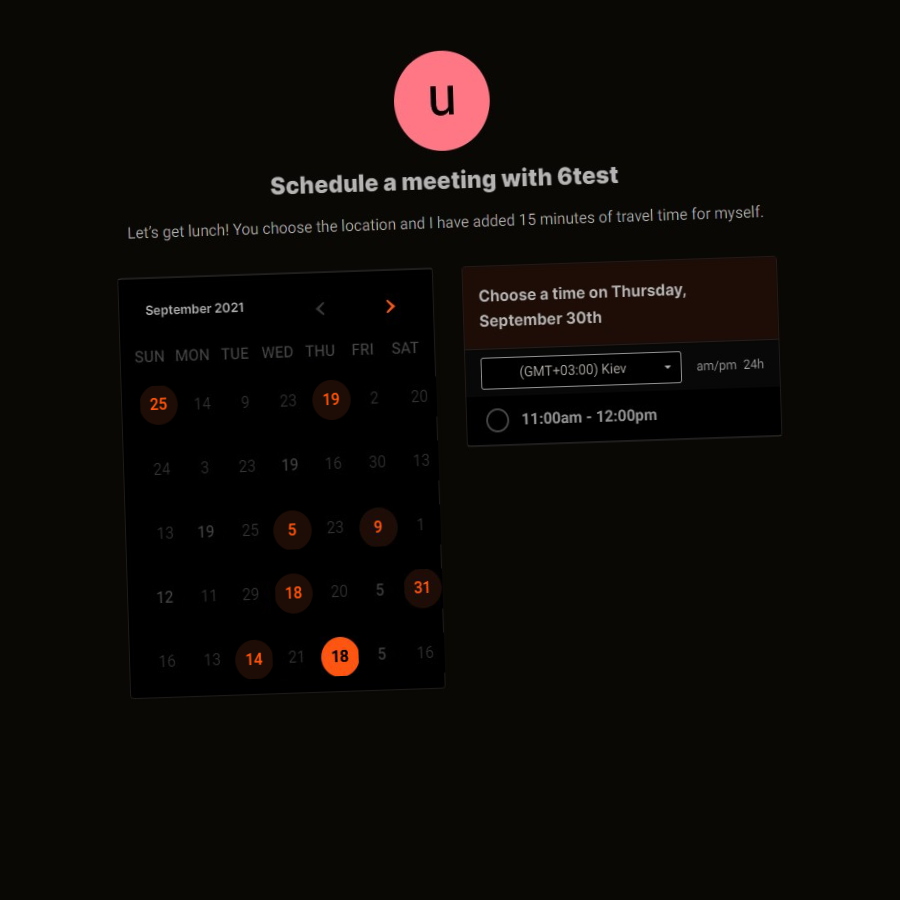 u
Schedule a meeting with 6test
Let's get lunch! You choose the location and I have added 15 minutes of travel time for myself.
September 2021
SUN MON TUE WED THU FRI SAT
25 14 9 23 19 2 20
24 3 23 19 16 30 13
13 19 25 5 23 9 1
12 11 29 18 20 5 31
16 13 14 21 18 5 16
Choose a time on Thursday,
September 30th
(GMT+03:00) Kiev am/pm 24h
11:00am - 12:00pm